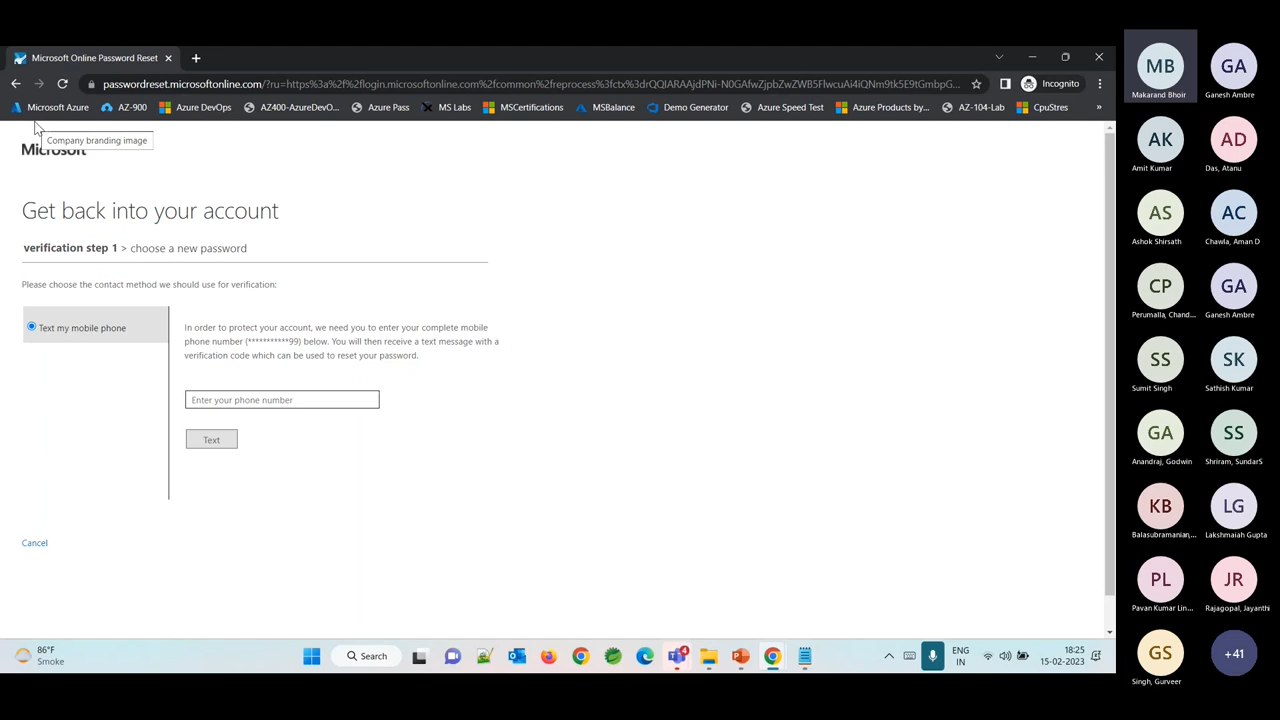 Microsoft Online Password Reset
passwordreset.microsoftonline.com/?ru=https%3a%2f%2flogin.microsoftonline.com%2fcommon%2freprocess%3fctx%3drQQIARAAjdPNi-N0GAfwZjpbZwZWB5FlwcuAi4iQNm9tk5E9tGmbpG...
Incognito
Microsoft Azure
AZ-900
Azure DevOps
AZ400-AzureDevO...
Azure Pass
MS Labs
MSCertifications
MSBalance
Demo Generator
Azure Speed Test
Azure Products by...
AZ-104-Lab
CpuStres
»
Company branding image
Microsoft
Get back into your account
verification step 1 > choose a new password
Please choose the contact method we should use for verification:
Text my mobile phone
In order to protect your account, we need you to enter your complete mobile
phone number (***********99) below. You will then receive a text message with a
verification code which can be used to reset your password.
Enter your phone number
Text
Cancel
86°F
Smoke
Search
4
ENG
IN
18:25
15-02-2023
MB
Makarand Bhoir
GA
Ganesh Ambre
AK
Amit Kumar
AD
Das, Atanu
AS
Ashok Shirsath
AC
Chawla, Aman D
CP
Perumalla, Chand...
GA
Ganesh Ambre
SS
Sumit Singh
SK
Sathish Kumar
GA
Anandraj, Godwin
SS
Shriram, SundarS
KB
Balasubramanian,...
LG
Lakshmaiah Gupta
PL
Pavan Kumar Lin...
JR
Rajagopal, Jayanthi
GS
Singh, Gurveer
+41